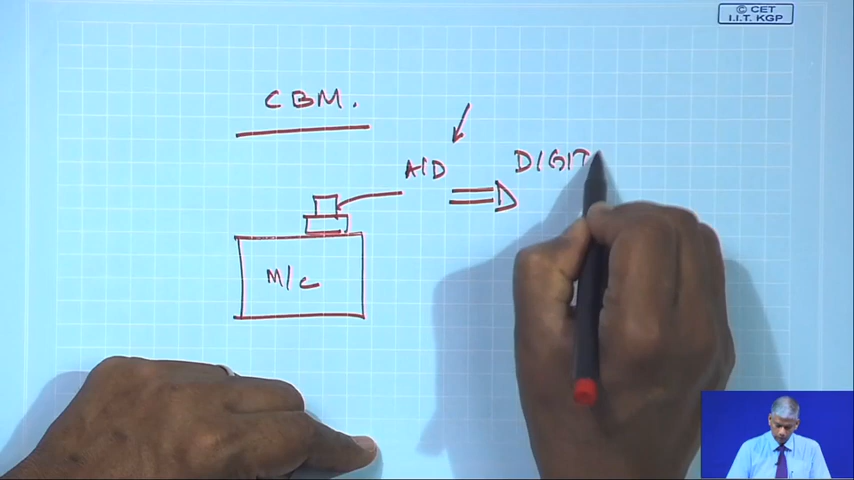 © CET
I.I.T. KGP
CBM.
A/D DIGIT
M/C